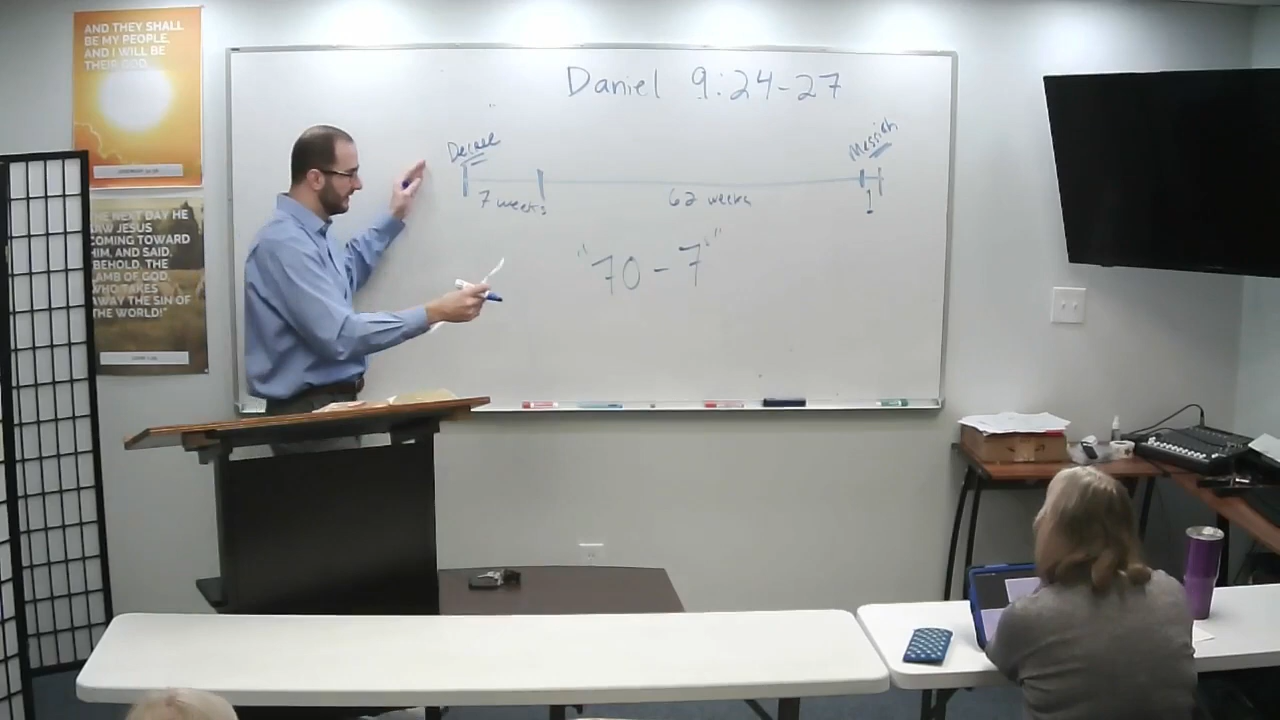 AND THEY SHALL
BE MY PEOPLE,
AND I WILL BE
THEIR GOD.
THE NEXT DAY HE
SAW JESUS
COMING TOWARD
HIM, AND SAID,
"BEHOLD, THE
LAMB OF GOD,
WHO TAKES
AWAY THE SIN OF
THE WORLD!"
Daniel 9:24-27
Decree
Messiah
7 weeks
62 weeks
1
"70-7's"